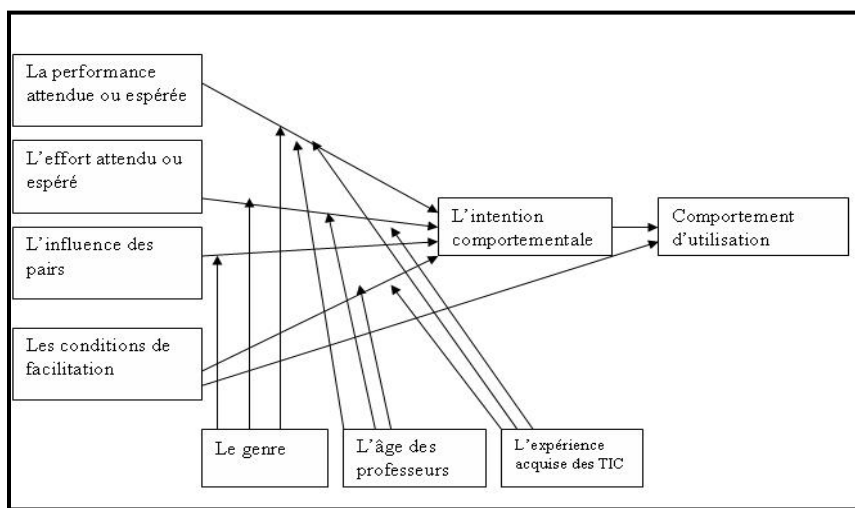 La performance
attendue ou espérée
L'effort attendu ou
espéré
L'influence des
pairs
Les conditions de
facilitation
L'intention
comportementale
Comportement
d'utilisation
Le genre
L'âge des
professeurs
L'expérience
acquise des TIC